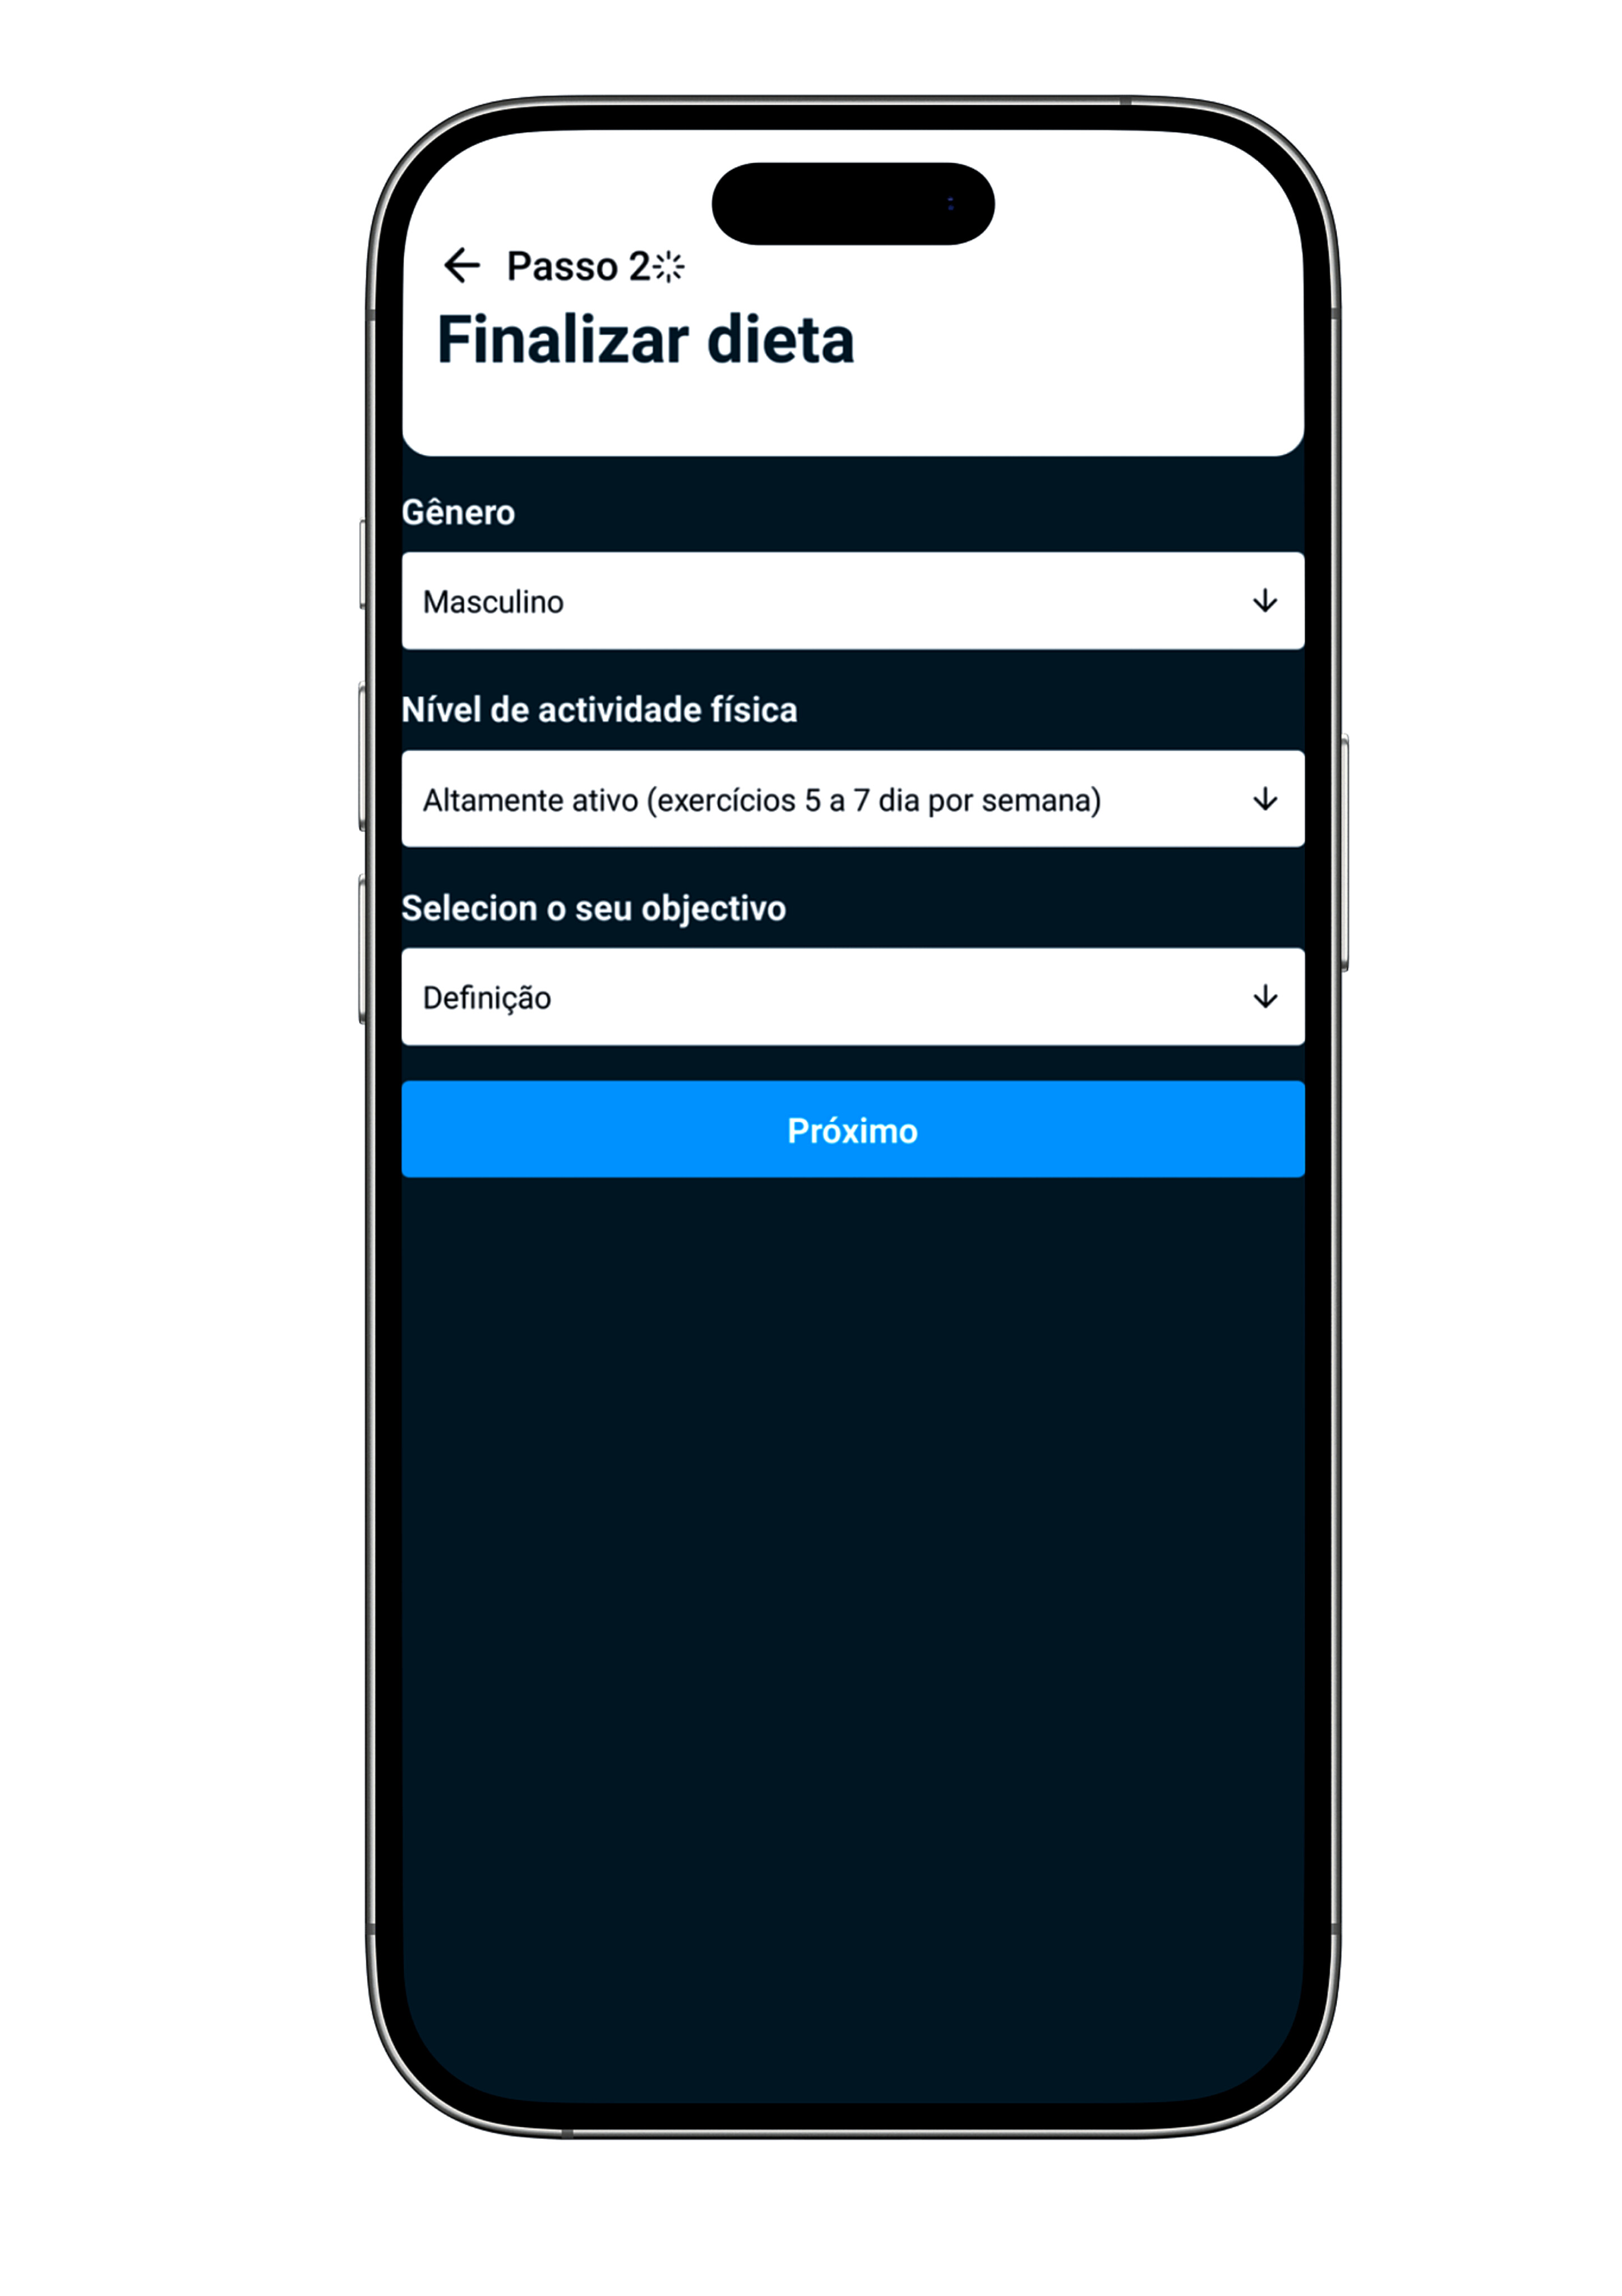 Passo 2
Finalizar dieta
Gênero
Masculino
Nível de actividade física
Altamente ativo (exercícios 5 a 7 dia por semana)
Selecion o seu objectivo
Definição
Próximo